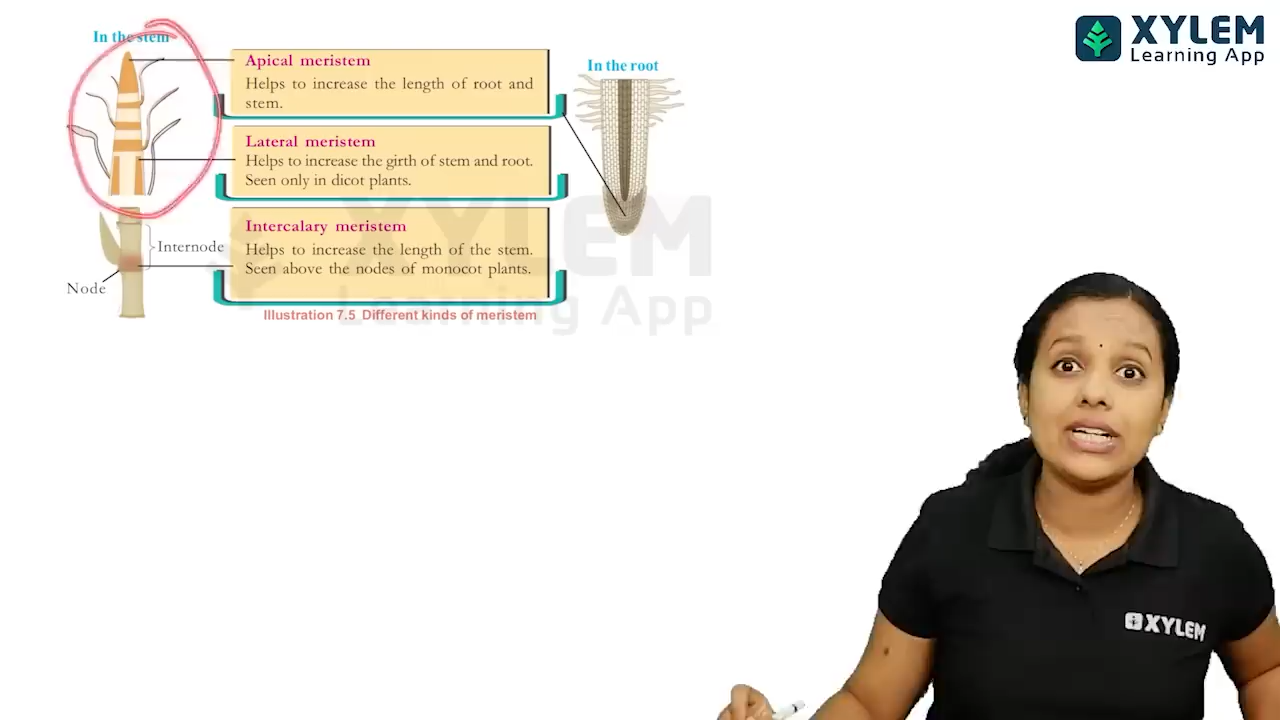 In the stem
Apical meristem
Helps to increase the length of root and
stem.
Lateral meristem
Helps to increase the girth of stem and root.
Seen only in dicot plants.
Intercalary meristem
Helps to increase the length of the stem.
Seen above the nodes of monocot plants.
Internode
Node
Illustration 7.5 Different kinds of meristem
In the root
XYLEM
Learning App
XYLEM
Learning App
XYLEM